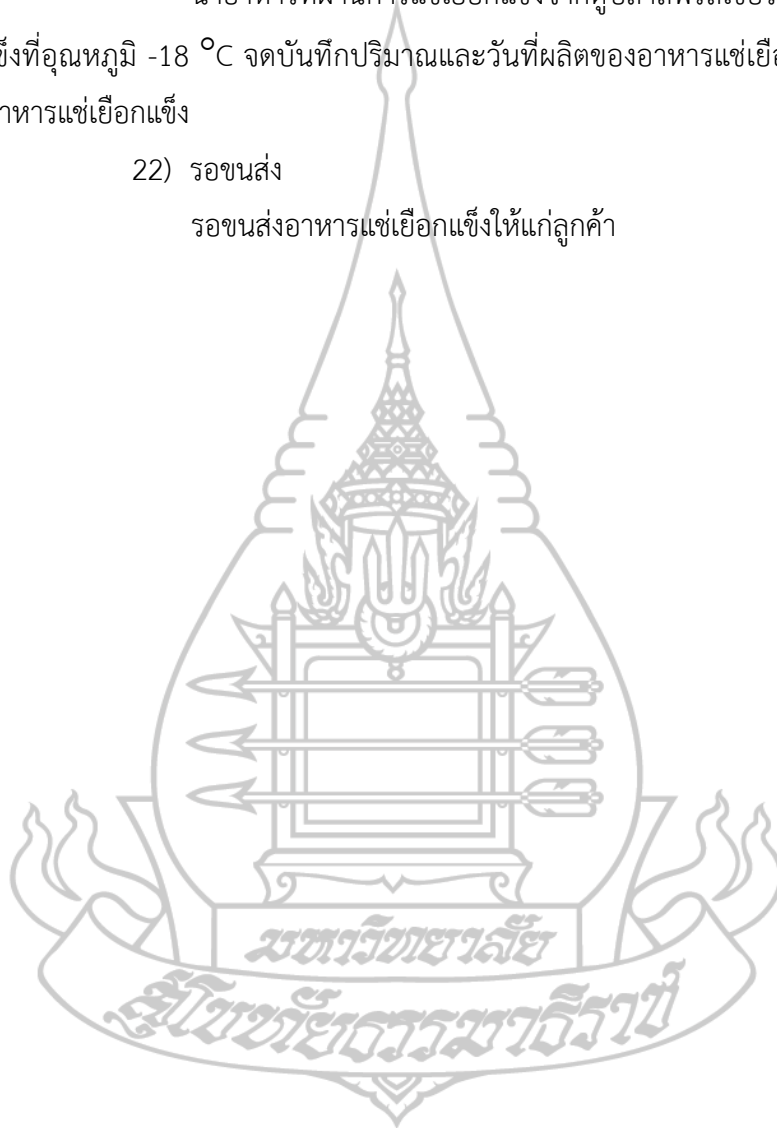 ข็งที่อุณหภูมิ -18 °C จดบันทึกปริมาณและวันที่ผลิตของอาหารแช่เยือ
าหารแช่เยือกแข็ง
22) รอขนส่ง
รอขนส่งอาหารแช่เยือกแข็งให้แก่ลูกค้า
มหาวิทยาลัย
สุโขทัยธรรมาธิราช